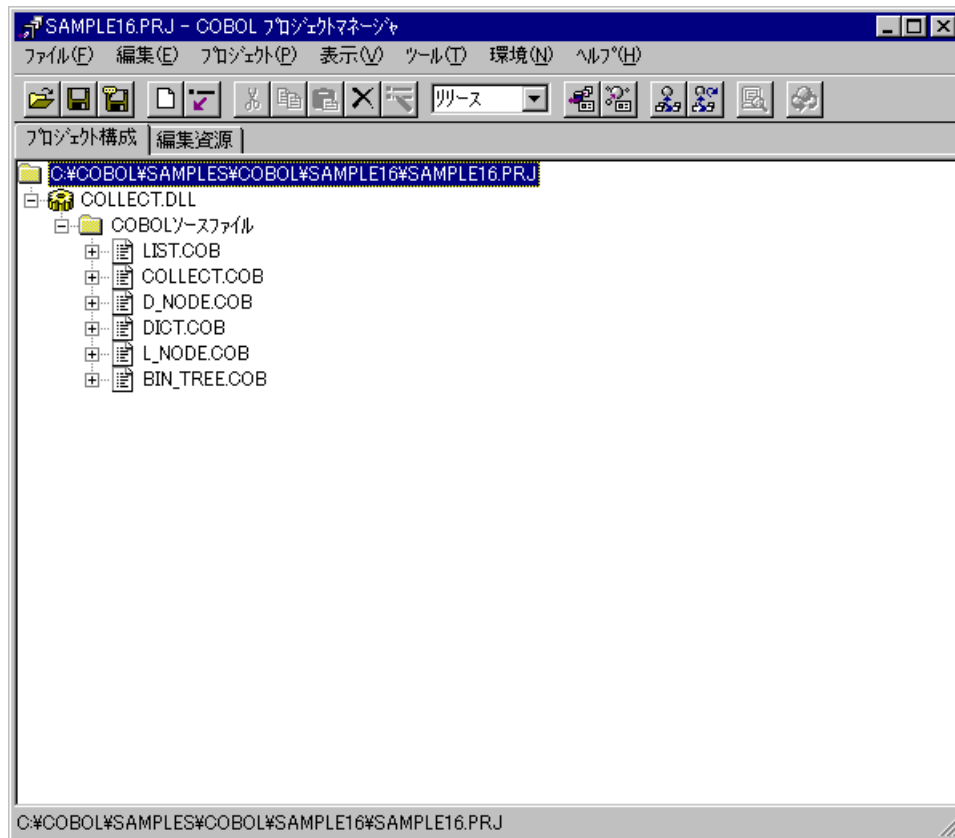 SAMPLE16.PRJ - COBOL ﾌﾟﾛｼﾞｪｸﾄﾏﾈｰｼﾞｬ
ﾌｧｲﾙ(F) 編集(E) ﾌﾟﾛｼﾞｪｸﾄ(P) 表示(V) ﾂｰﾙ(T) 環境(N) ﾍﾙﾌﾟ(H)
ﾘﾘｰｽ
ﾌﾟﾛｼﾞｪｸﾄ構成 編集資源
C:¥COBOL¥SAMPLES¥COBOL¥SAMPLE16¥SAMPLE16.PRJ
COLLECT.DLL
COBOLｿｰｽﾌｧｲﾙ
LIST.COB
COLLECT.COB
D_NODE.COB
DICT.COB
L_NODE.COB
BIN_TREE.COB
C:¥COBOL¥SAMPLES¥COBOL¥SAMPLE16¥SAMPLE16.PRJ